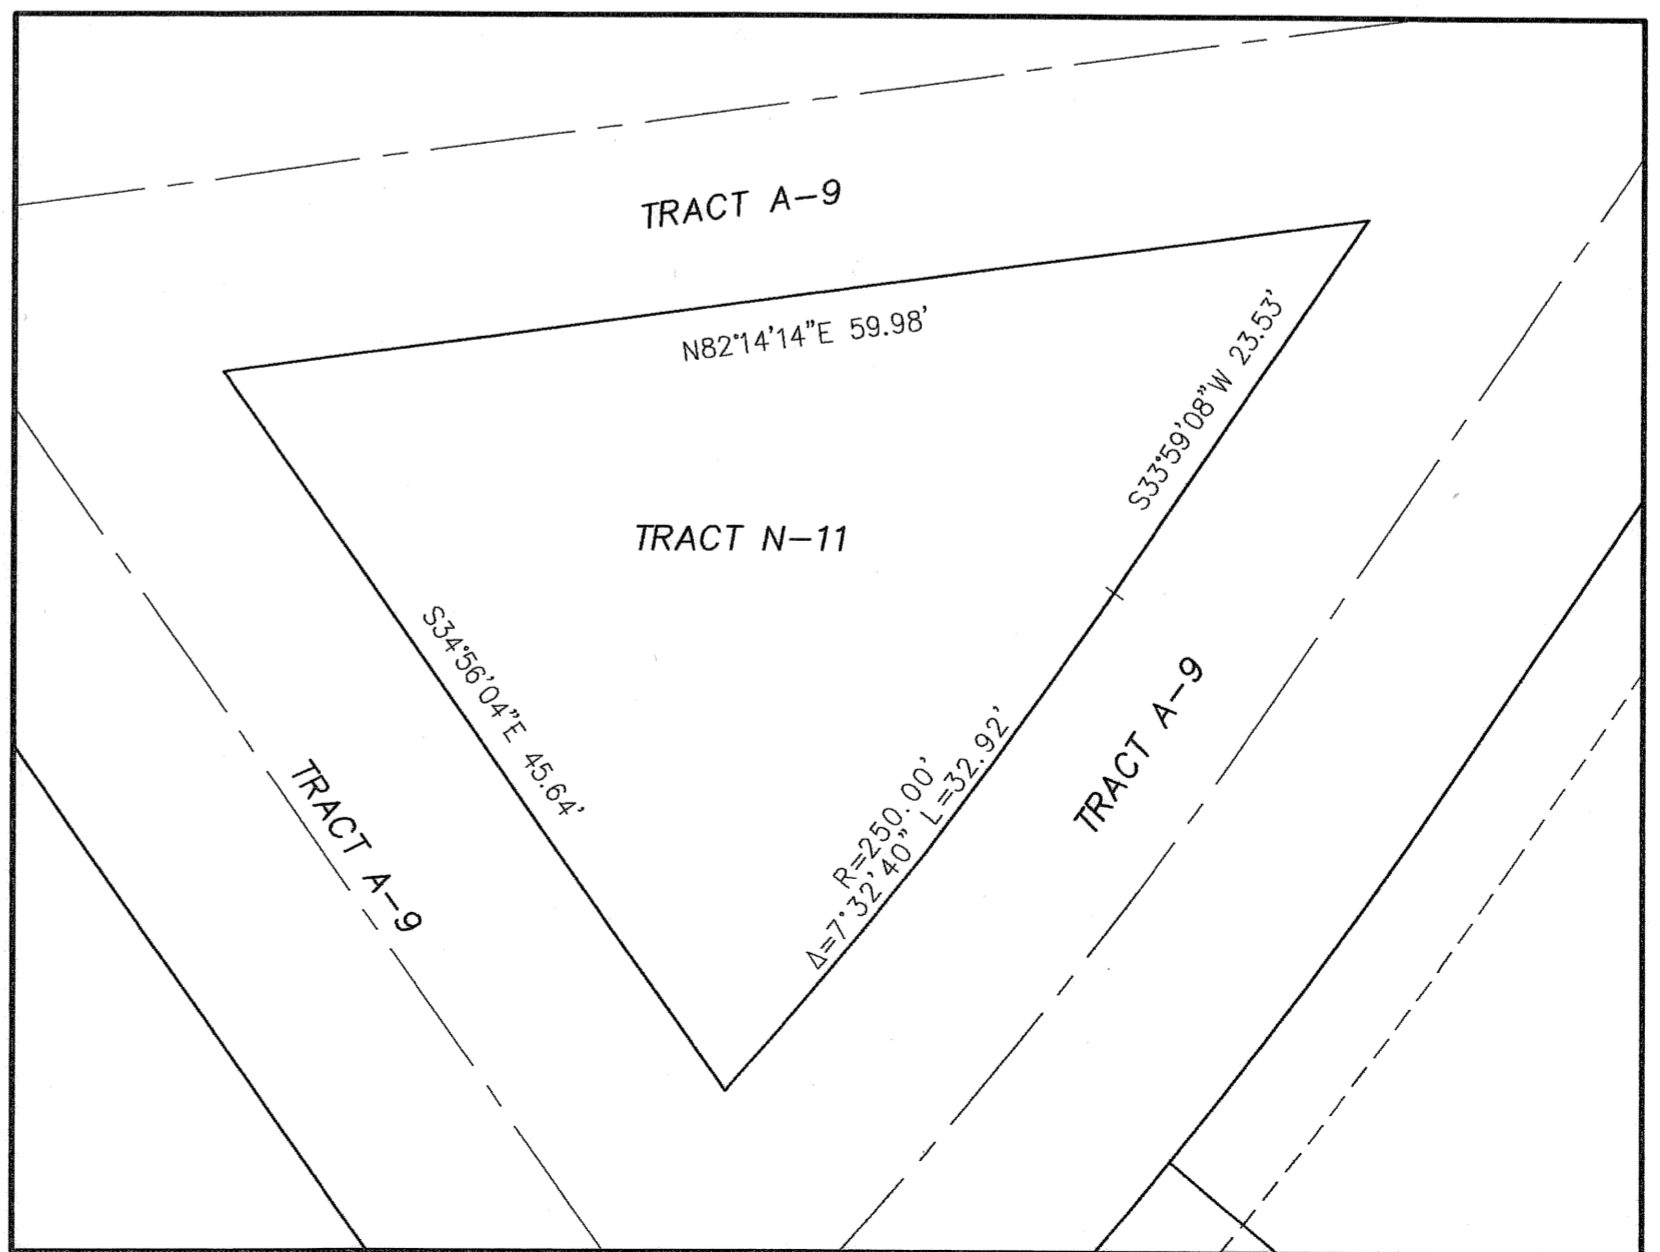 TRACT A-9
N82°14'14"E 59.98'
S33°59'08"W 23.53'
TRACT N-11
S34°56'04"E 45.64'
R=250.00'
Δ=7°32'40" L=32.92'
TRACT A-9
TRACT A-9